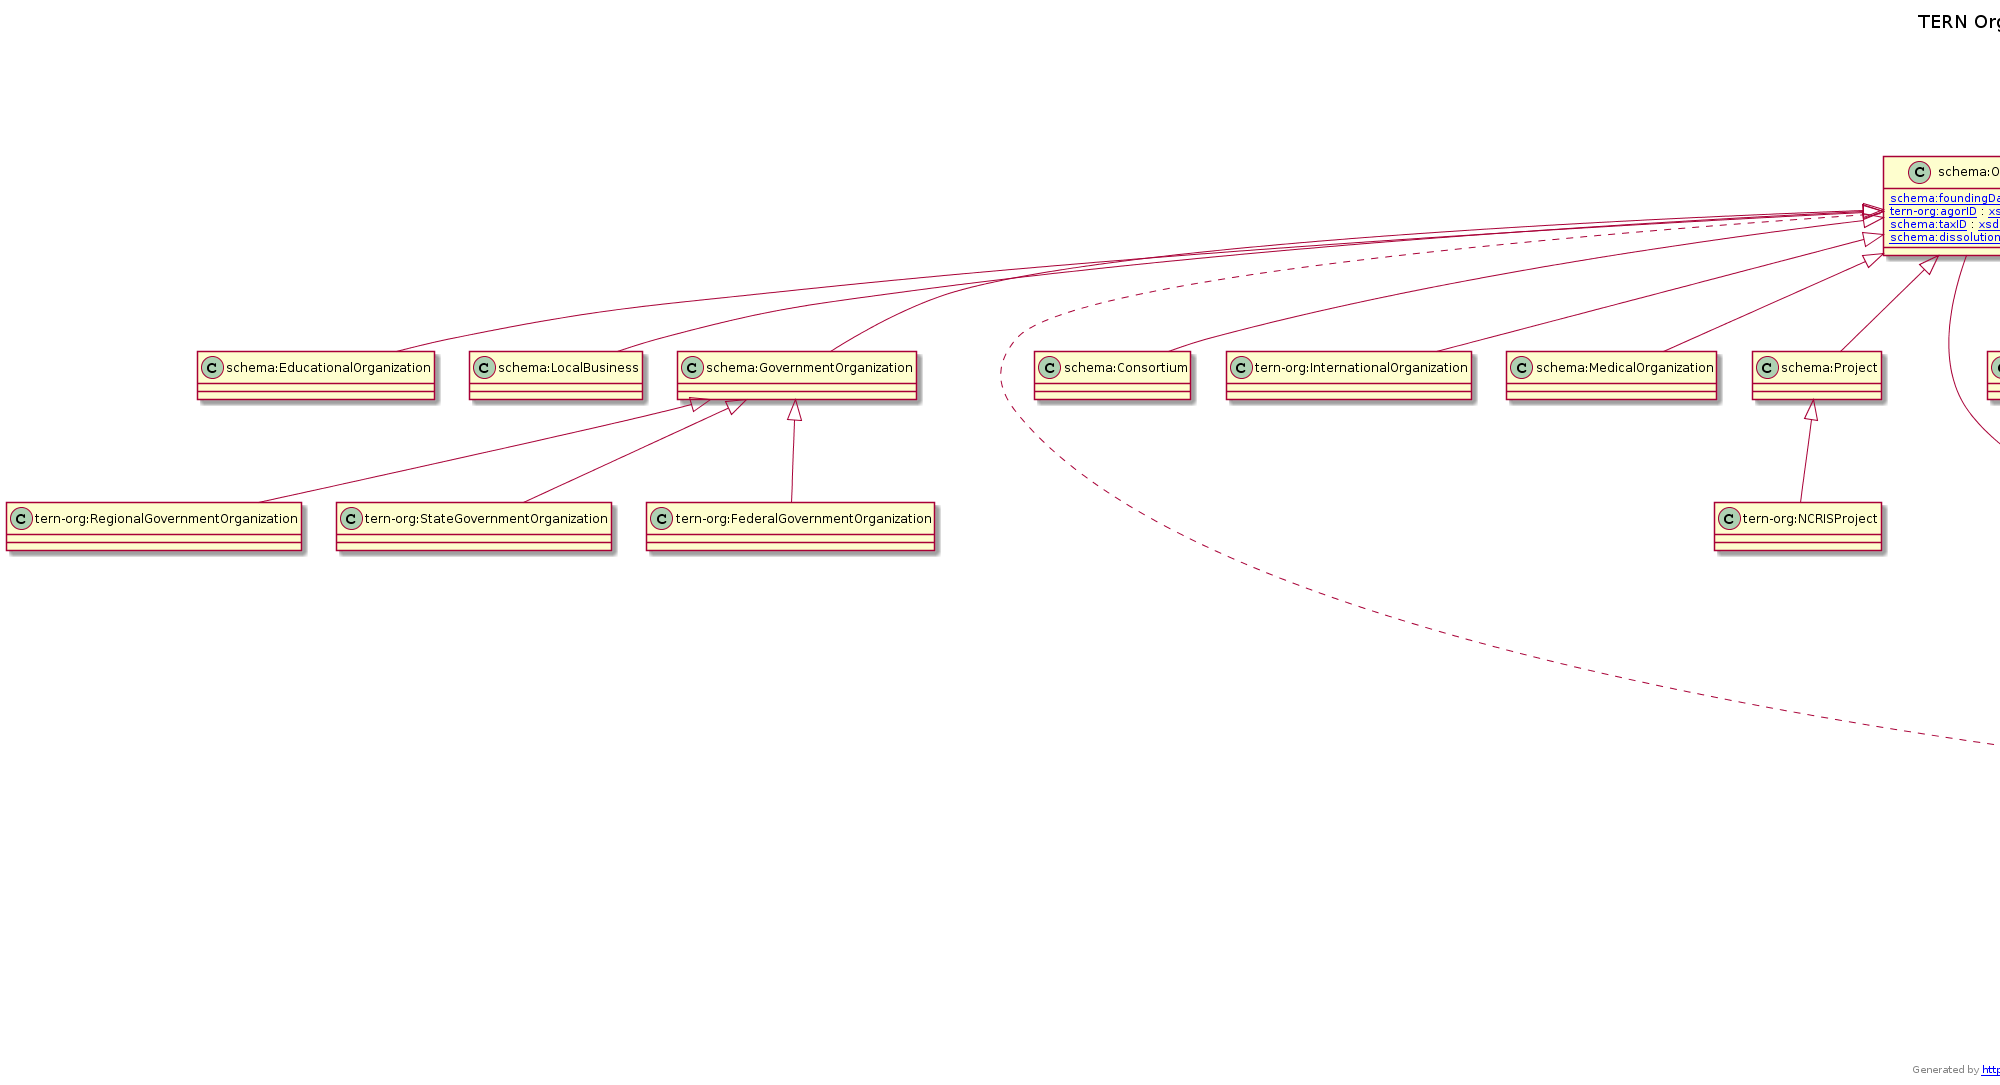 TERN Org
schema:O
schema:foundingDa
tern-org:agorID : xs
schema:taxID : xsd
schema:dissolution
C schema:EducationalOrganization
C schema:LocalBusiness
C schema:GovernmentOrganization
C schema:Consortium
C tern-org:InternationalOrganization
C schema:MedicalOrganization
C schema:Project
C tern-org:RegionalGovernmentOrganization
C tern-org:StateGovernmentOrganization
C tern-org:FederalGovernmentOrganization
C tern-org:NCRISProject
Generated by http